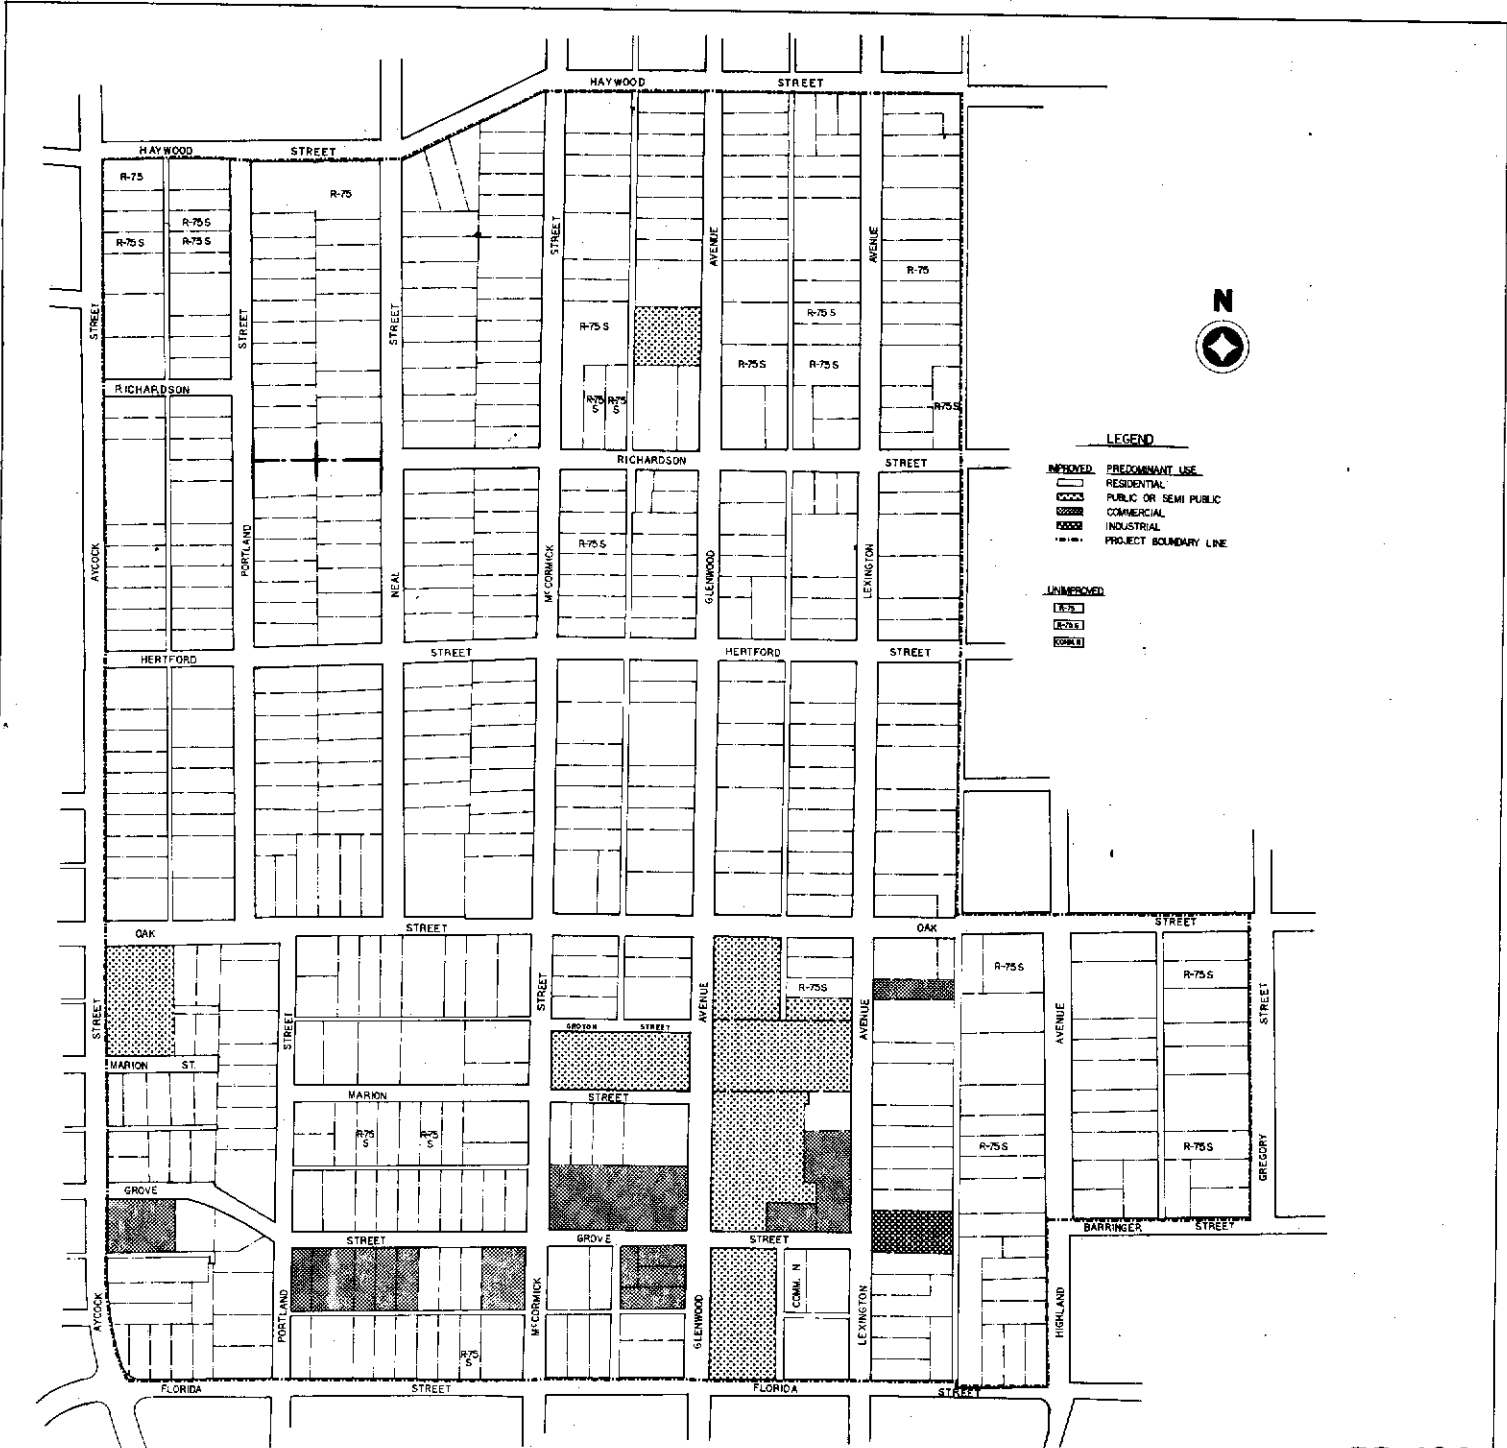 HAYWOOD STREET
HAYWOOD STREET
R-75
R-75
R-75 S
R-75 S
R-75 S
STREET
AVENUE
AVENUE
R-75
STREET
STREET
STREET
R-75 S
R-75 S
R-75 S
R-75 S
N
RICHARDSON
R-75 S
R-75 S
R-75 S
RICHARDSON STREET
LEGEND
IMPROVED PREDOMINANT USE
RESIDENTIAL
PUBLIC OR SEMI PUBLIC
COMMERCIAL
INDUSTRIAL
PROJECT BOUNDARY LINE
UNIMPROVED
R-75
R-75 S
COMM. N
AYCOCK
PORTLAND
NEAL
McCORMICK
R-75 S
GLENWOOD
LEXINGTON
HERTFORD STREET HERTFORD STREET
OAK STREET OAK STREET
STREET
STREET
STREET
AVENUE
AVENUE
AVENUE
STREET
R-75 S
R-75 S
R-75 S
GROTON STREET
MARION ST.
MARION STREET
R-75 S
R-75 S
R-75 S
R-75 S
GROVE
STREET GROVE STREET
BARRINGER STREET
GREGORY
AYCOCK
PORTLAND
McCORMICK
GLENWOOD
COMM. N
LEXINGTON
HIGHLAND
R-75 S
FLORIDA STREET FLORIDA STREET